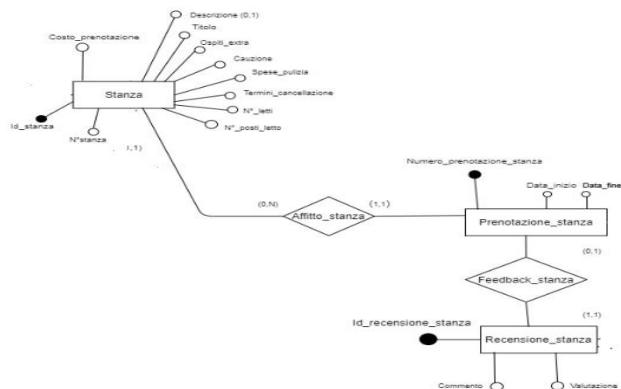 Descrizione (0,1)
Titolo
Costo_prenotazione
Ospiti_extra
Cauzione
Spese_pulizia
Stanza
Termini_cancellazione
N°_letti
Id_stanza
N°stanza
N°_posti_letto
,1)
Numero_prenotazione_stanza
Data_inizio
Data_fine
(0,N)
Affitto_stanza
(1,1)
Prenotazione_stanza
(0,1)
Feedback_stanza
(1,1)
Id_recensione_stanza
Recensione_stanza
Commento
Valutazione